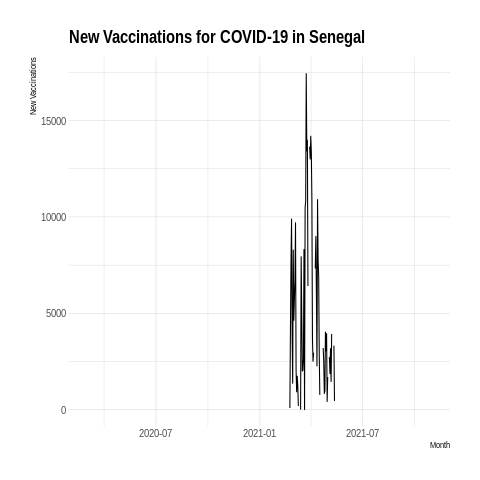 New Vaccinations for COVID-19 in Senegal
New Vaccinations
15000
10000
5000
0
2020-07 2021-01 2021-07
Month